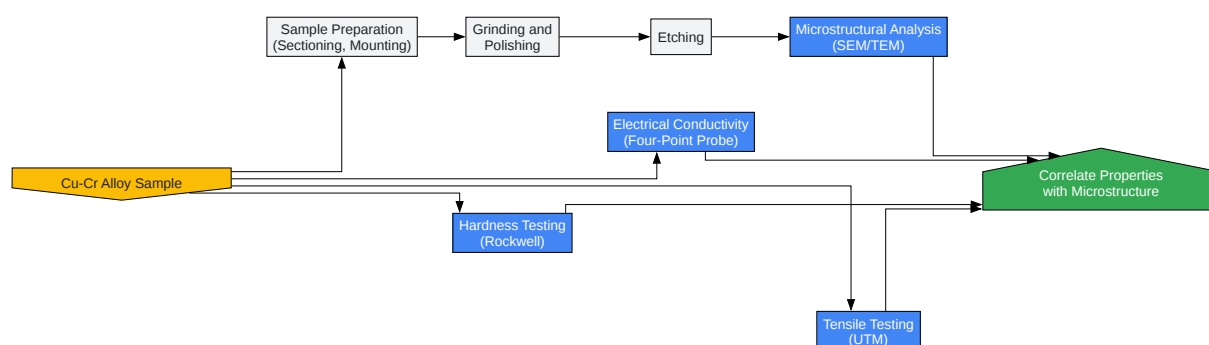 Sample Preparation
(Sectioning, Mounting)
Grinding and
Polishing
Etching
Microstructural Analysis
(SEM/TEM)
Electrical Conductivity
(Four-Point Probe)
Cu-Cr Alloy Sample
Correlate Properties
with Microstructure
Hardness Testing
(Rockwell)
Tensile Testing
(UTM)